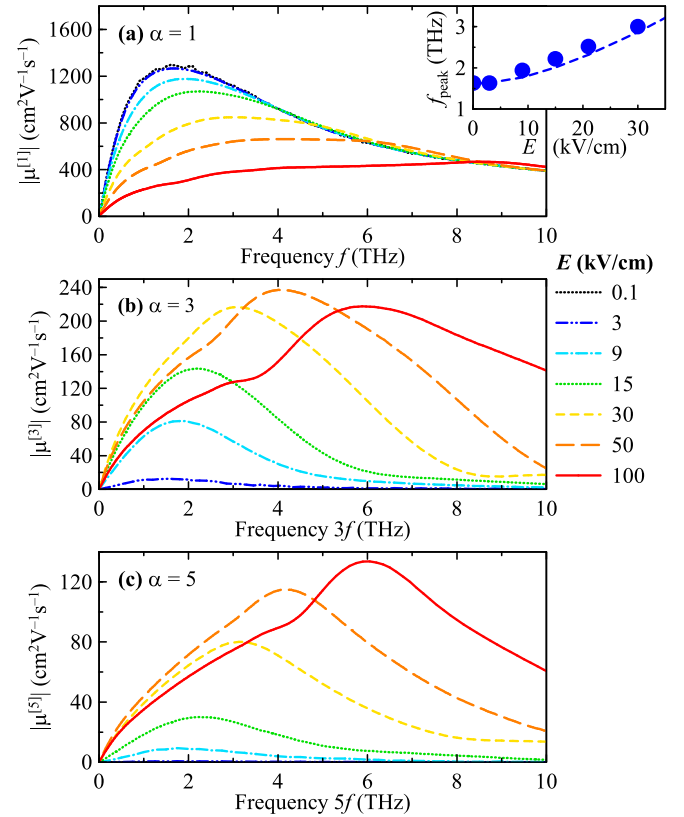 (a) α = 1
|μ[1]| (cm2V−1s−1)
1800
1600
1200
800
400
0
0 2 4 6 8 10
Frequency f (THz)
fpeak (THz)
3
2
1
0 10 20 30
E (kV/cm)
(b) α = 3
|μ[3]| (cm2V−1s−1)
240
200
160
120
80
40
0
0 2 4 6 8 10
Frequency 3f (THz)
E (kV/cm)
0.1
3
9
15
30
50
100
(c) α = 5
|μ[5]| (cm2V−1s−1)
120
80
40
0
0 2 4 6 8 10
Frequency 5f (THz)